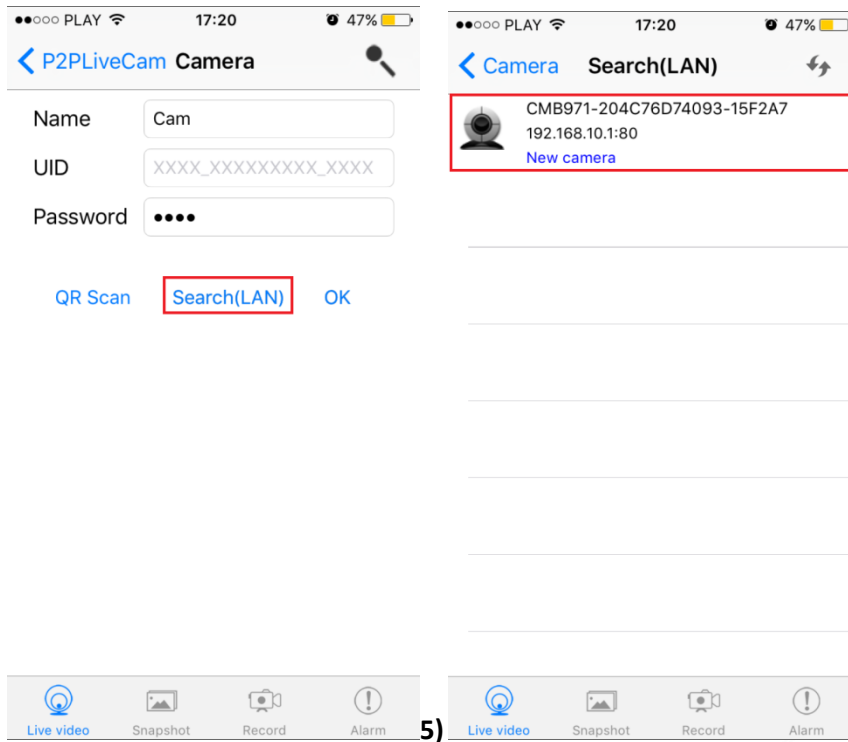 PLAY 17:20 47%
P2PLiveCam Camera
Name Cam
UID XXXX_XXXXXXXXX_XXXX
Password ••••
QR Scan Search(LAN) OK
Live video Snapshot Record Alarm
5)
PLAY 17:20 47%
Camera Search(LAN)
CMB971-204C76D74093-15F2A7
192.168.10.1:80
New camera
Live video Snapshot Record Alarm